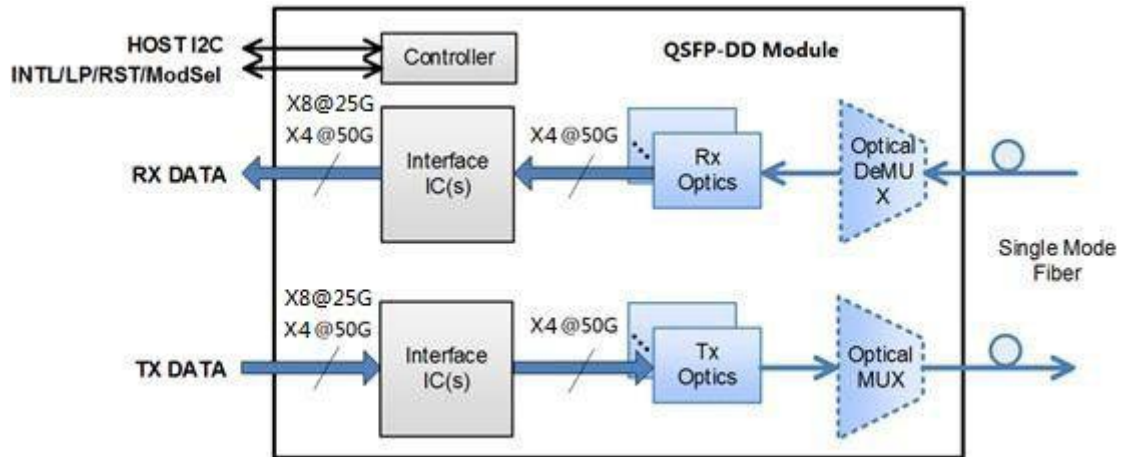 HOST I2C
INTL/LP/RST/ModSel
Controller
QSFP-DD Module
X8@25G
X4@50G
RX DATA
Interface
IC(s)
X4@50G
Rx
Optics
Optical
DeMU
X
Single Mode
Fiber
X8@25G
X4@50G
TX DATA
Interface
IC(s)
X4@50G
Tx
Optics
Optical
MUX